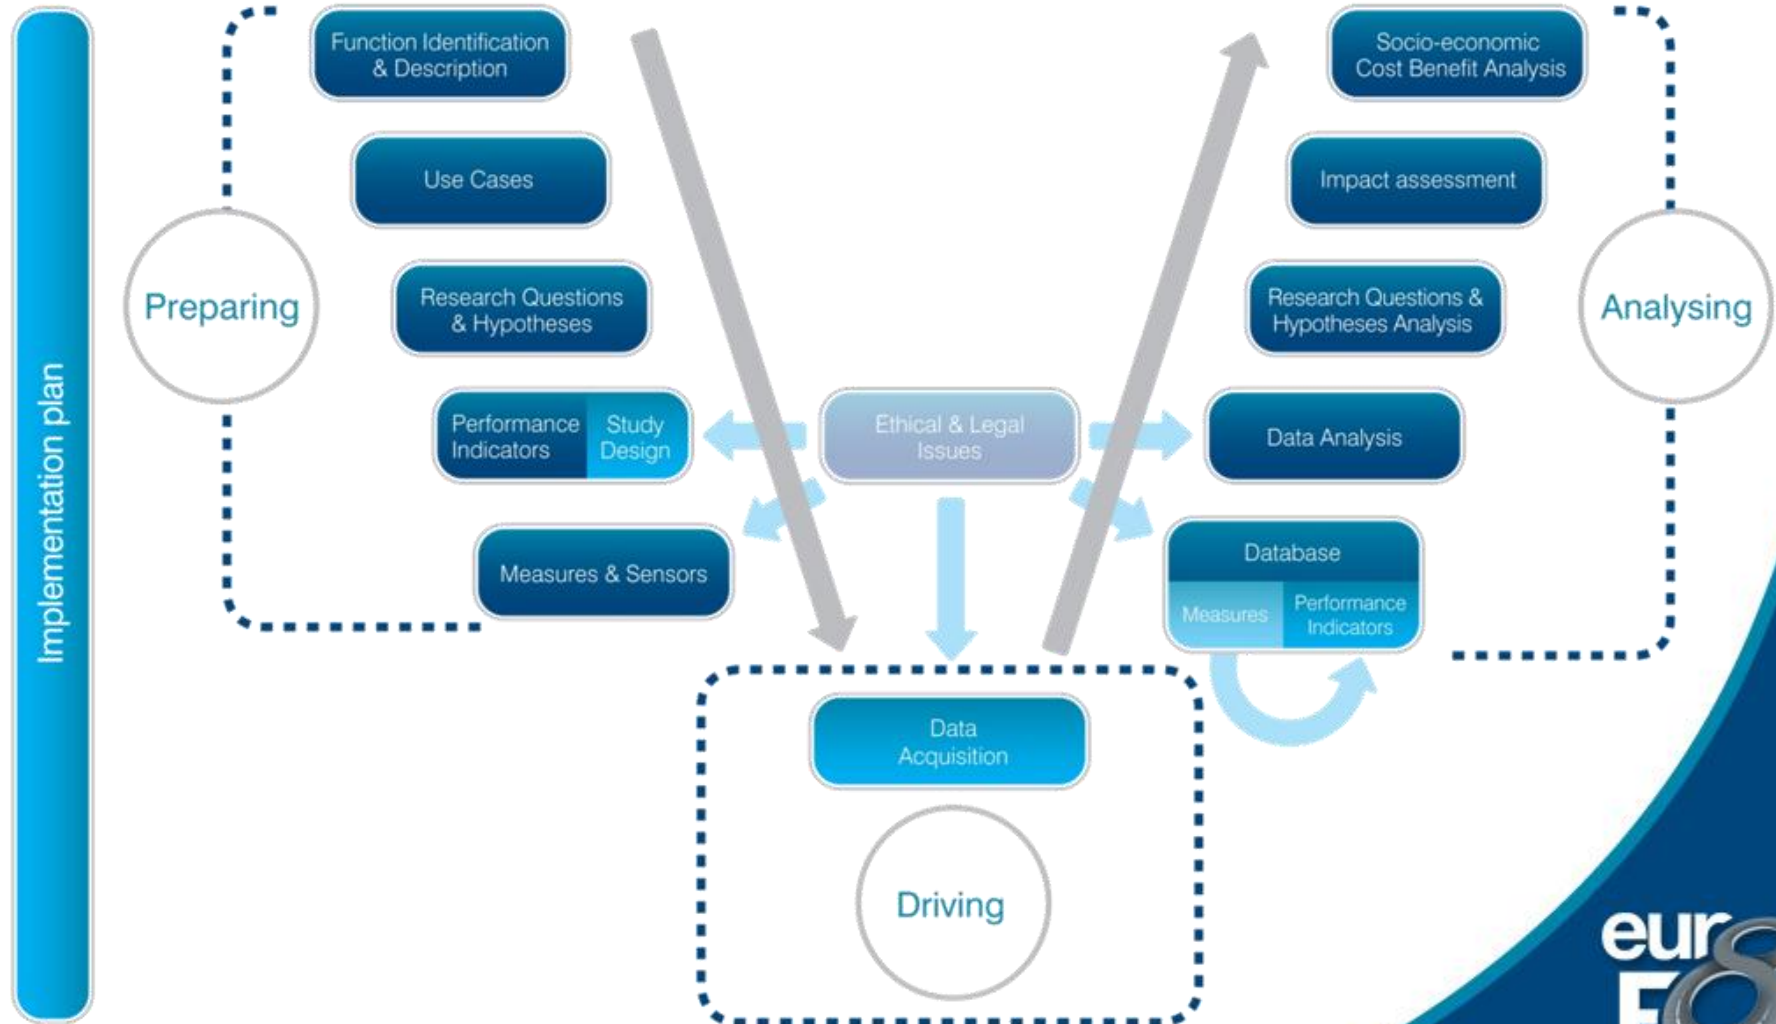 Implementation plan
Preparing
Function Identification
& Description
Use Cases
Research Questions
& Hypotheses
Performance
Indicators
Study
Design
Measures & Sensors
Ethical & Legal
Issues
Data
Acquisition
Driving
Socio-economic
Cost Benefit Analysis
Impact assessment
Research Questions &
Hypotheses Analysis
Data Analysis
Database
Measures
Performance
Indicators
Analysing
eur